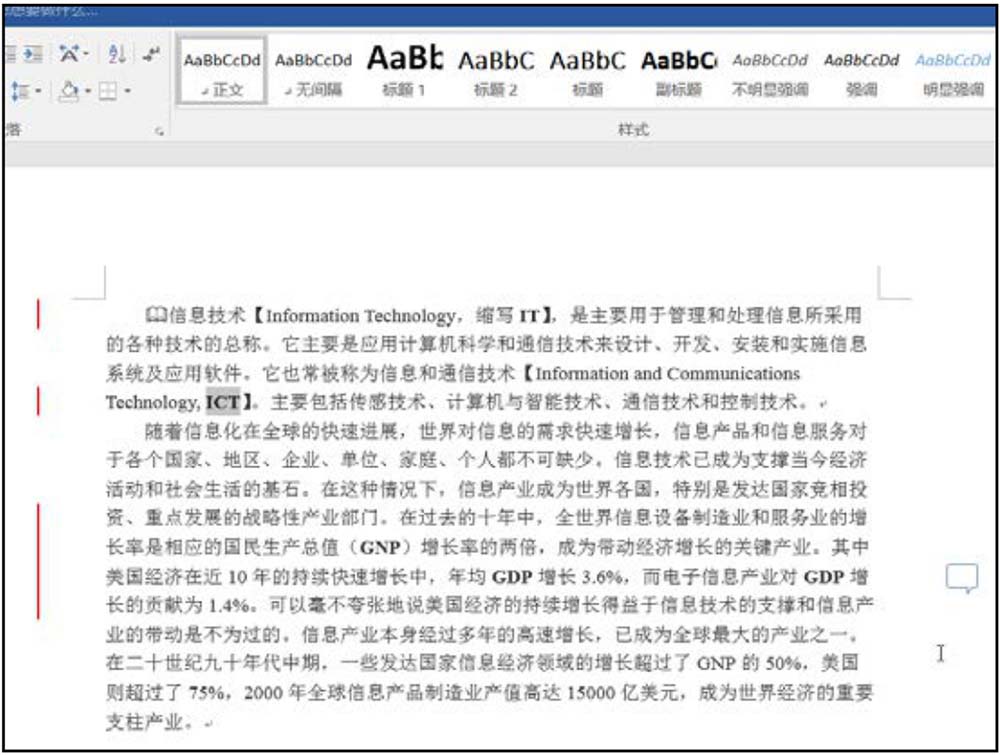 想要做什么...
AaBbCcDd AaBbCcDd AaBb AaBbC AaBbC AaBbC AaBbCcDd AaBbCcDd AaBbCcDd
正文 无间隔 标题 1 标题 2 标题 副标题 不明显强调 强调 明显强调
落 样式
信息技术【Information Technology，缩写 IT】，是主要用于管理和处理信息所采用
的各种技术的总称。它主要是应用计算机科学和通信技术来设计、开发、安装和实施信息
系统及应用软件。它也常被称为信息和通信技术【Information and Communications
Technology, ICT】。主要包括传感技术、计算机与智能技术、通信技术和控制技术。
随着信息化在全球的快速进展，世界对信息的需求快速增长，信息产品和信息服务对
于各个国家、地区、企业、单位、家庭、个人都不可缺少。信息技术已成为支撑当今经济
活动和社会生活的基石。在这种情况下，信息产业成为世界各国，特别是发达国家竞相投
资、重点发展的战略性产业部门。在过去的十年中，全世界信息设备制造业和服务业的增
长率是相应的国民生产总值（GNP）增长率的两倍，成为带动经济增长的关键产业。其中
美国经济在近 10 年的持续快速增长中，年均 GDP 增长 3.6%，而电子信息产业对 GDP 增
长的贡献为 1.4%。可以毫不夸张地说美国经济的持续增长得益于信息技术的支撑和信息产
业的带动是不为过的。信息产业本身经过多年的高速增长，已成为全球最大的产业之一。
在二十世纪九十年代中期，一些发达国家信息经济领域的增长超过了 GNP 的 50%，美国
则超过了 75%，2000 年全球信息产品制造业产值高达 15000 亿美元，成为世界经济的重要
支柱产业。